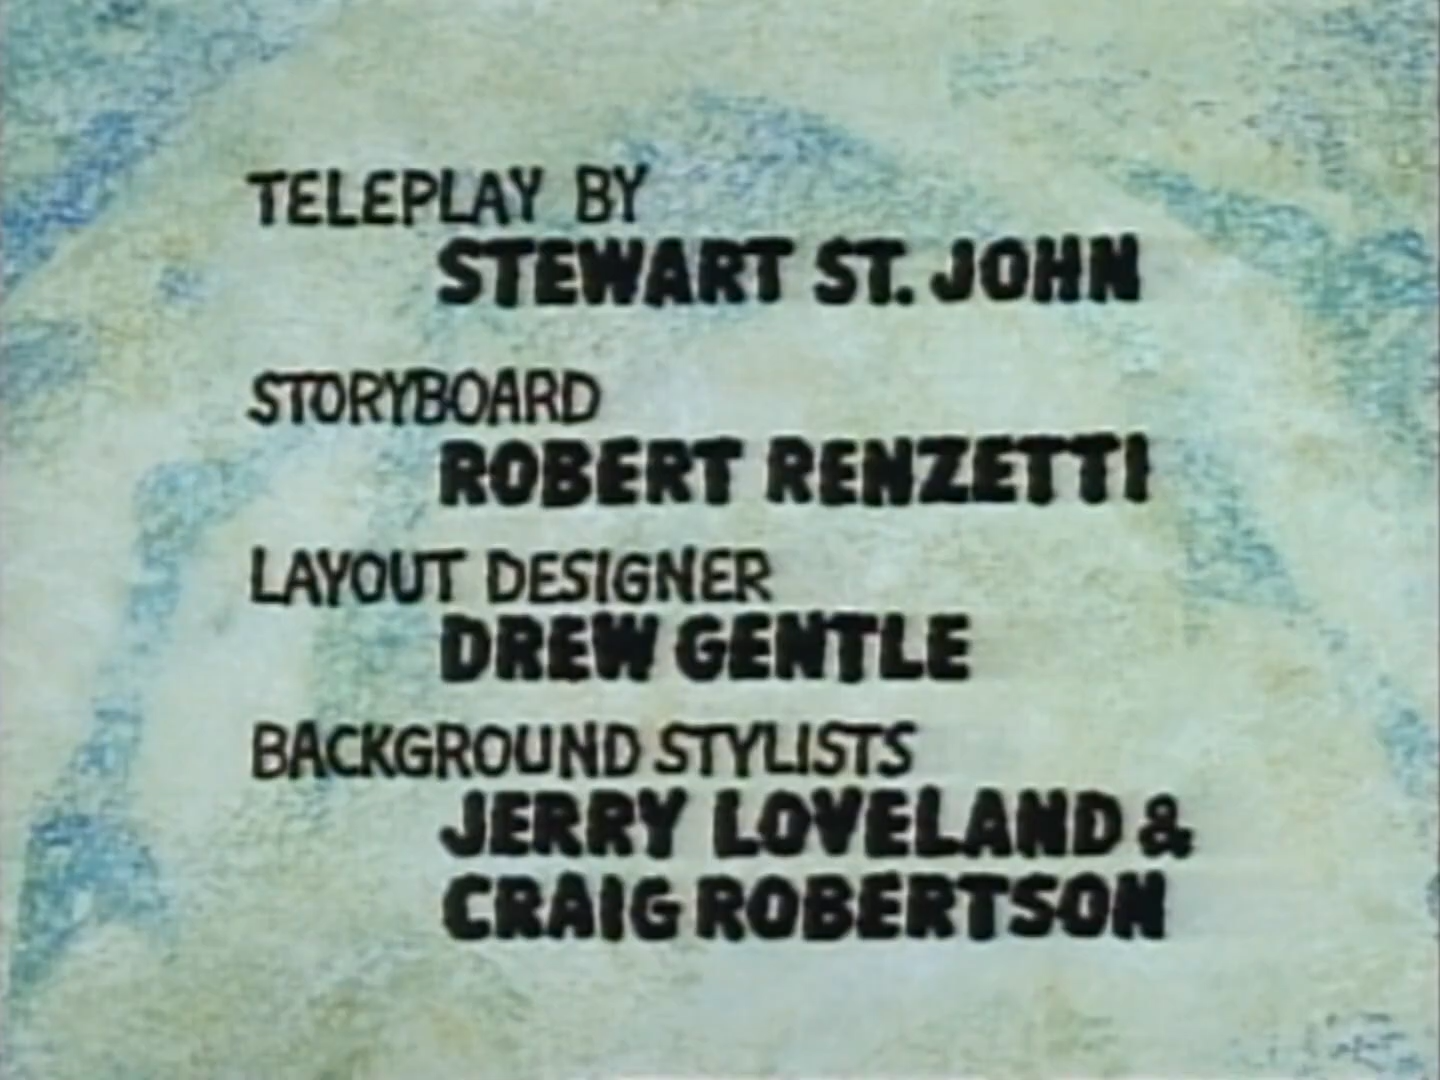 TELEPLAY BY
STEWART ST. JOHN
STORYBOARD
ROBERT RENZETTI
LAYOUT DESIGNER
DREW GENTLE
BACKGROUND STYLISTS
JERRY LOVELAND &
CRAIG ROBERTSON